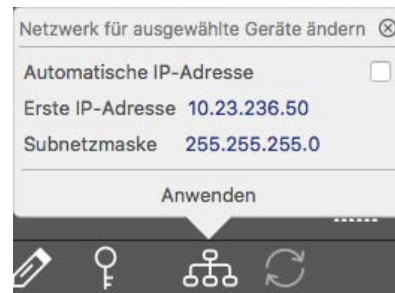 Netzwerk für ausgewählte Geräte ändern
Automatische IP-Adresse
Erste IP-Adresse 10.23.236.50
Subnetzmaske 255.255.255.0
Anwenden